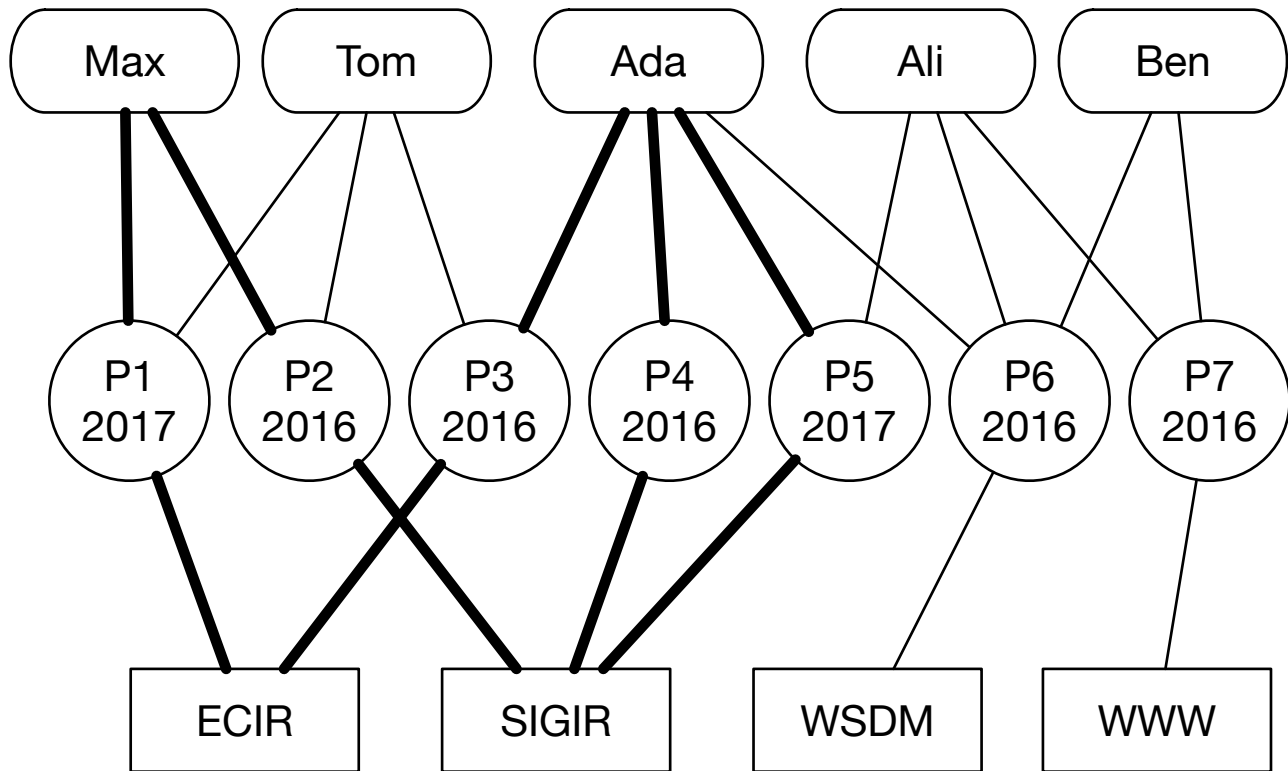 Max
Tom
Ada
Ali
Ben
P1
2017
P2
2016
P3
2016
P4
2016
P5
2017
P6
2016
P7
2016
ECIR
SIGIR
WSDM
WWW